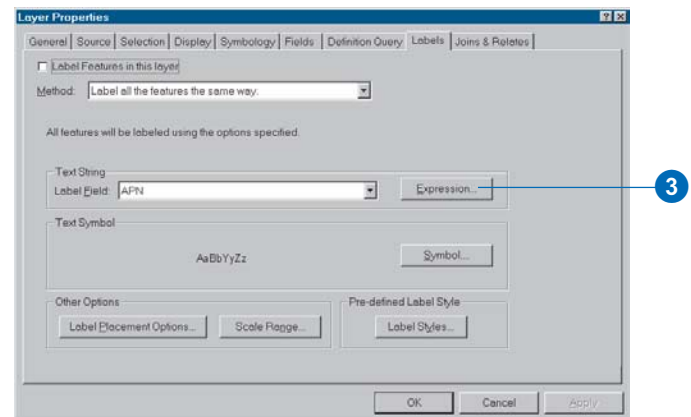 Layer Properties
General Source Selection Display Symbology Fields Definition Query Labels Joins & Relates
Label Features in this layer
Method: Label all the features the same way.
All features will be labeled using the options specified.
Text String
Label Field: APN Expression...
3
Text Symbol
AaBbYyZz Symbol...
Other Options Pre-defined Label Style
Label Placement Options... Scale Range... Label Styles...
OK Cancel Apply